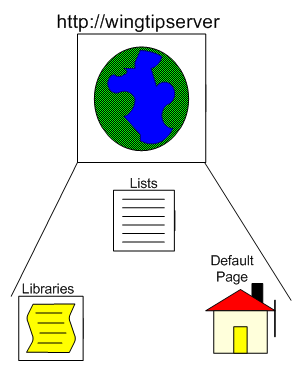 http://wingtipserver
Lists
Default
Page
Libraries